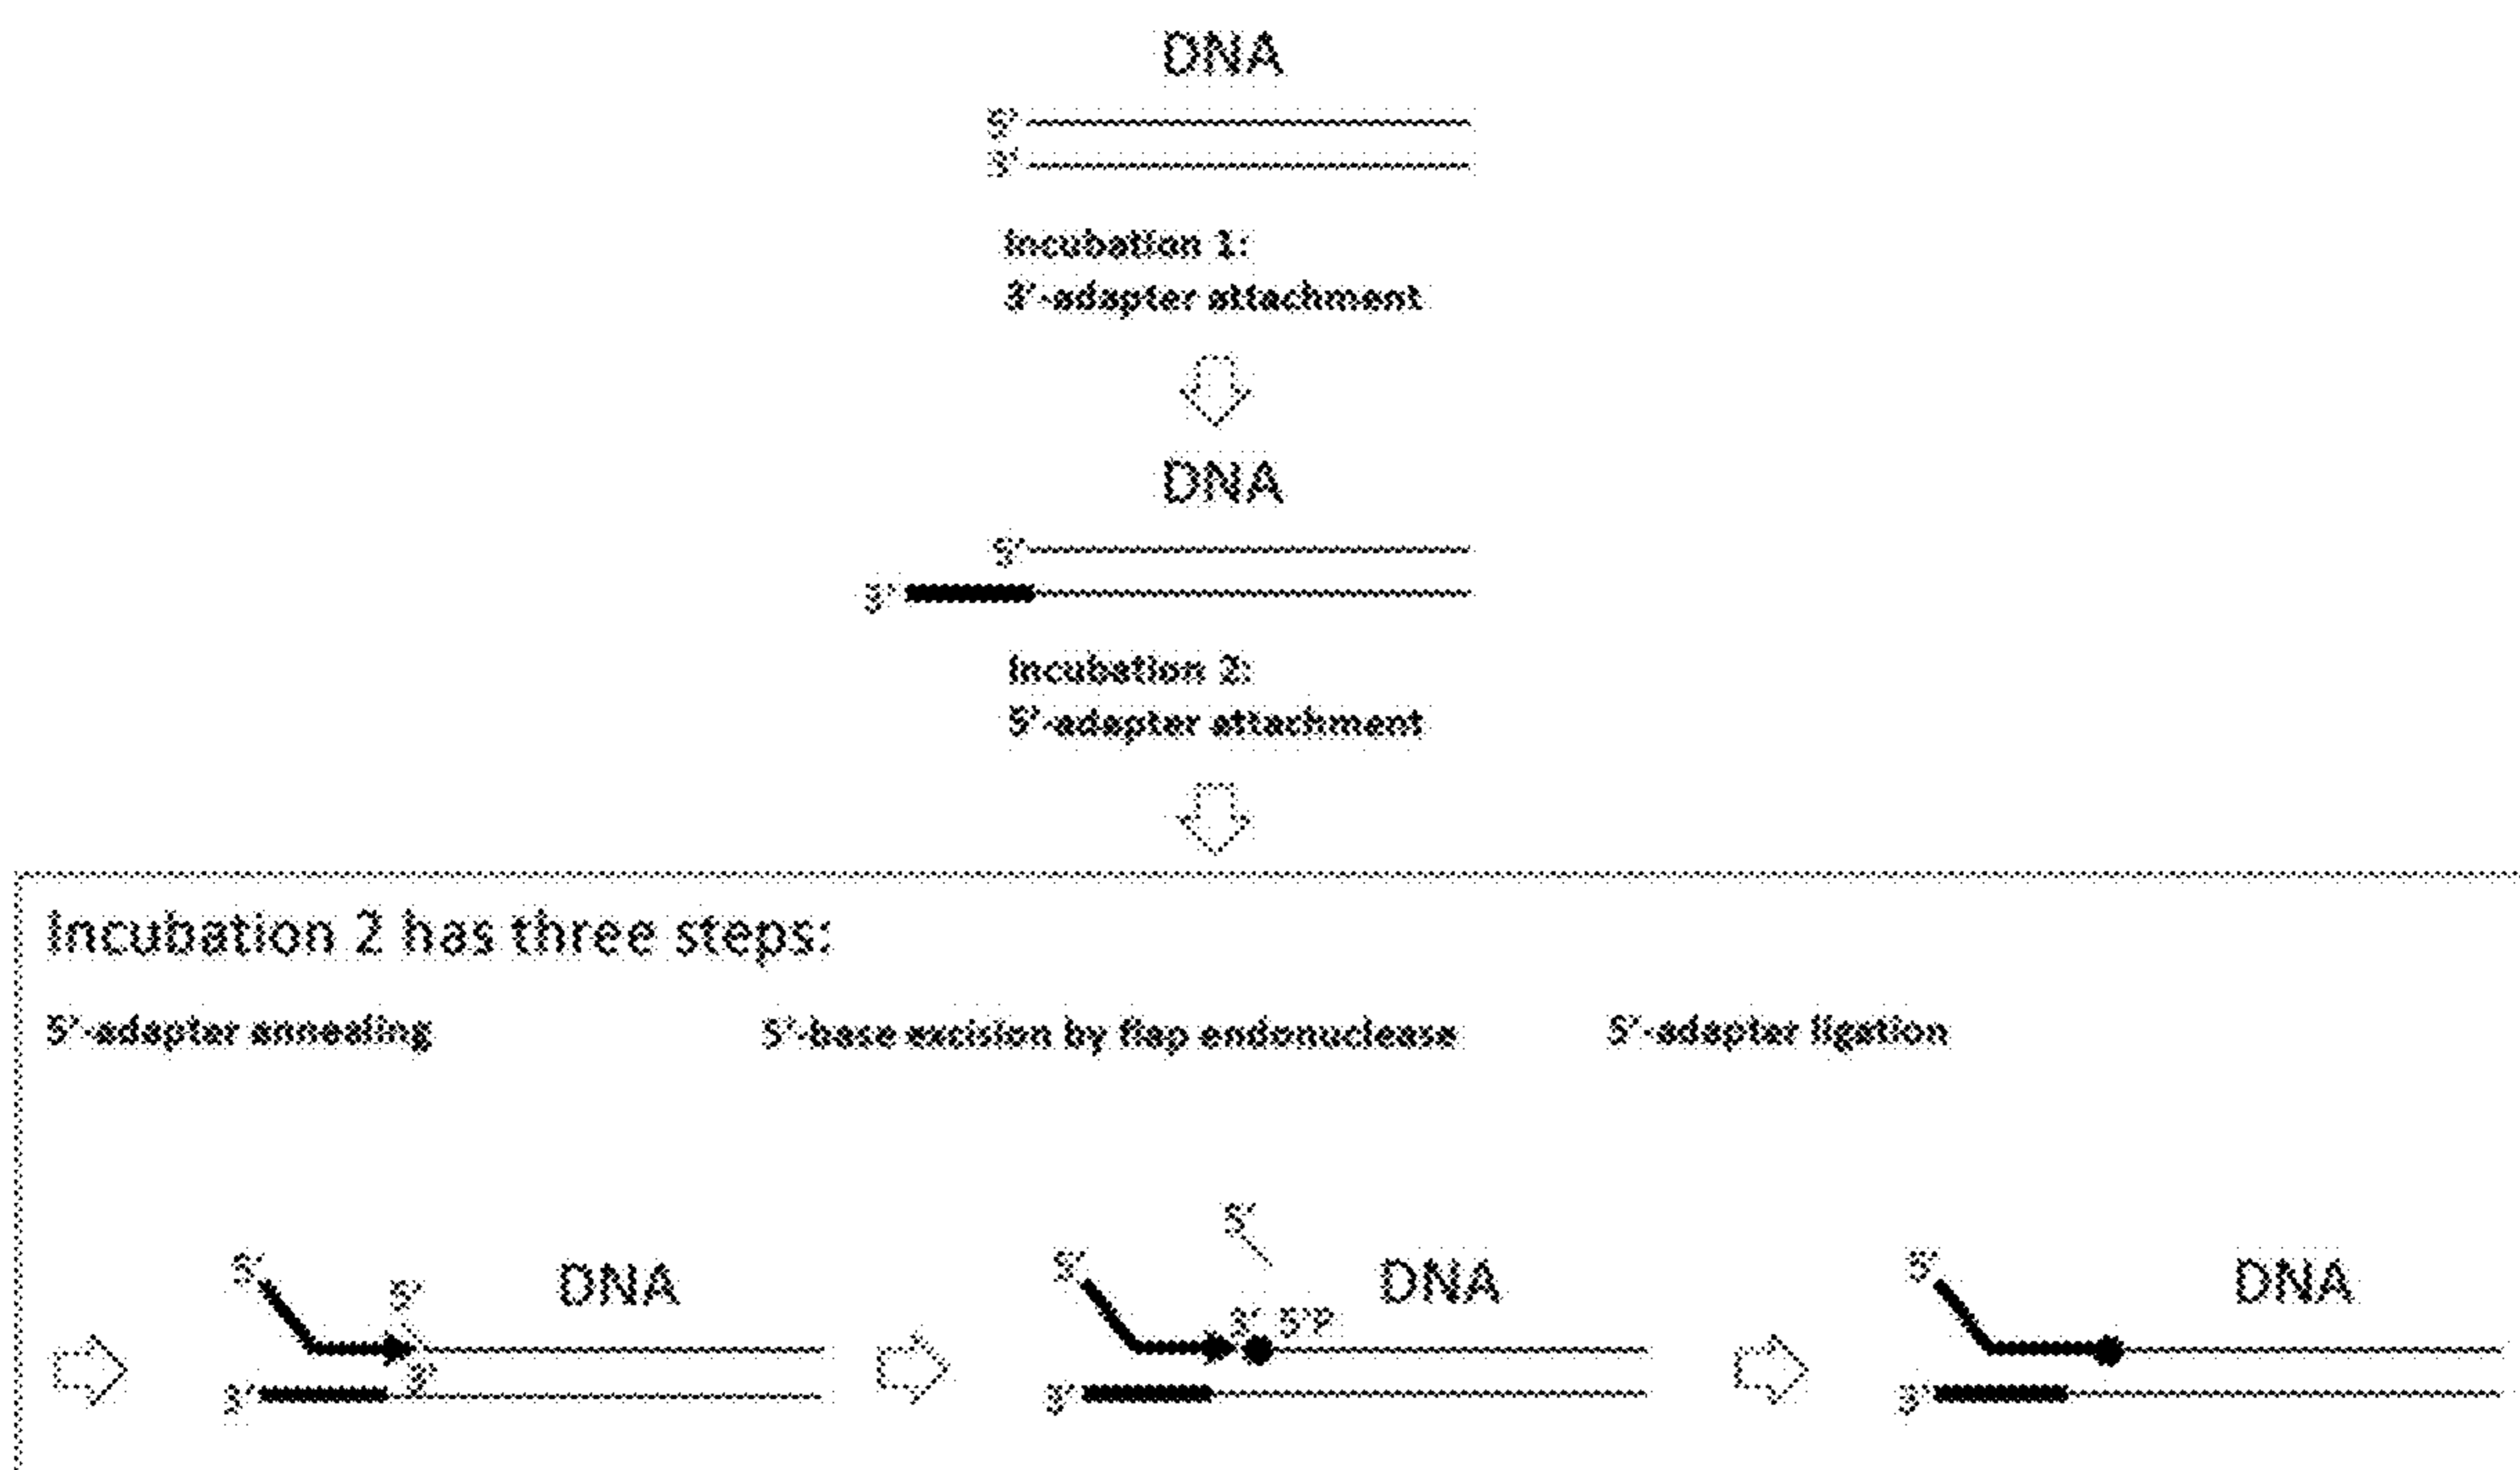 DNA
5'
3'
Incubation 1:
3'-adapter attachment
DNA
5'
3'
Incubation 2:
5'-adapter attachment
Incubation 2 has three steps:
5'-adapter annealing
5'-base excision by flap endonuclease
5'-adapter ligation
5'
5'
DNA
3'
3'
5'
5'
3' 5'P
DNA
3'
5'
DNA
3'